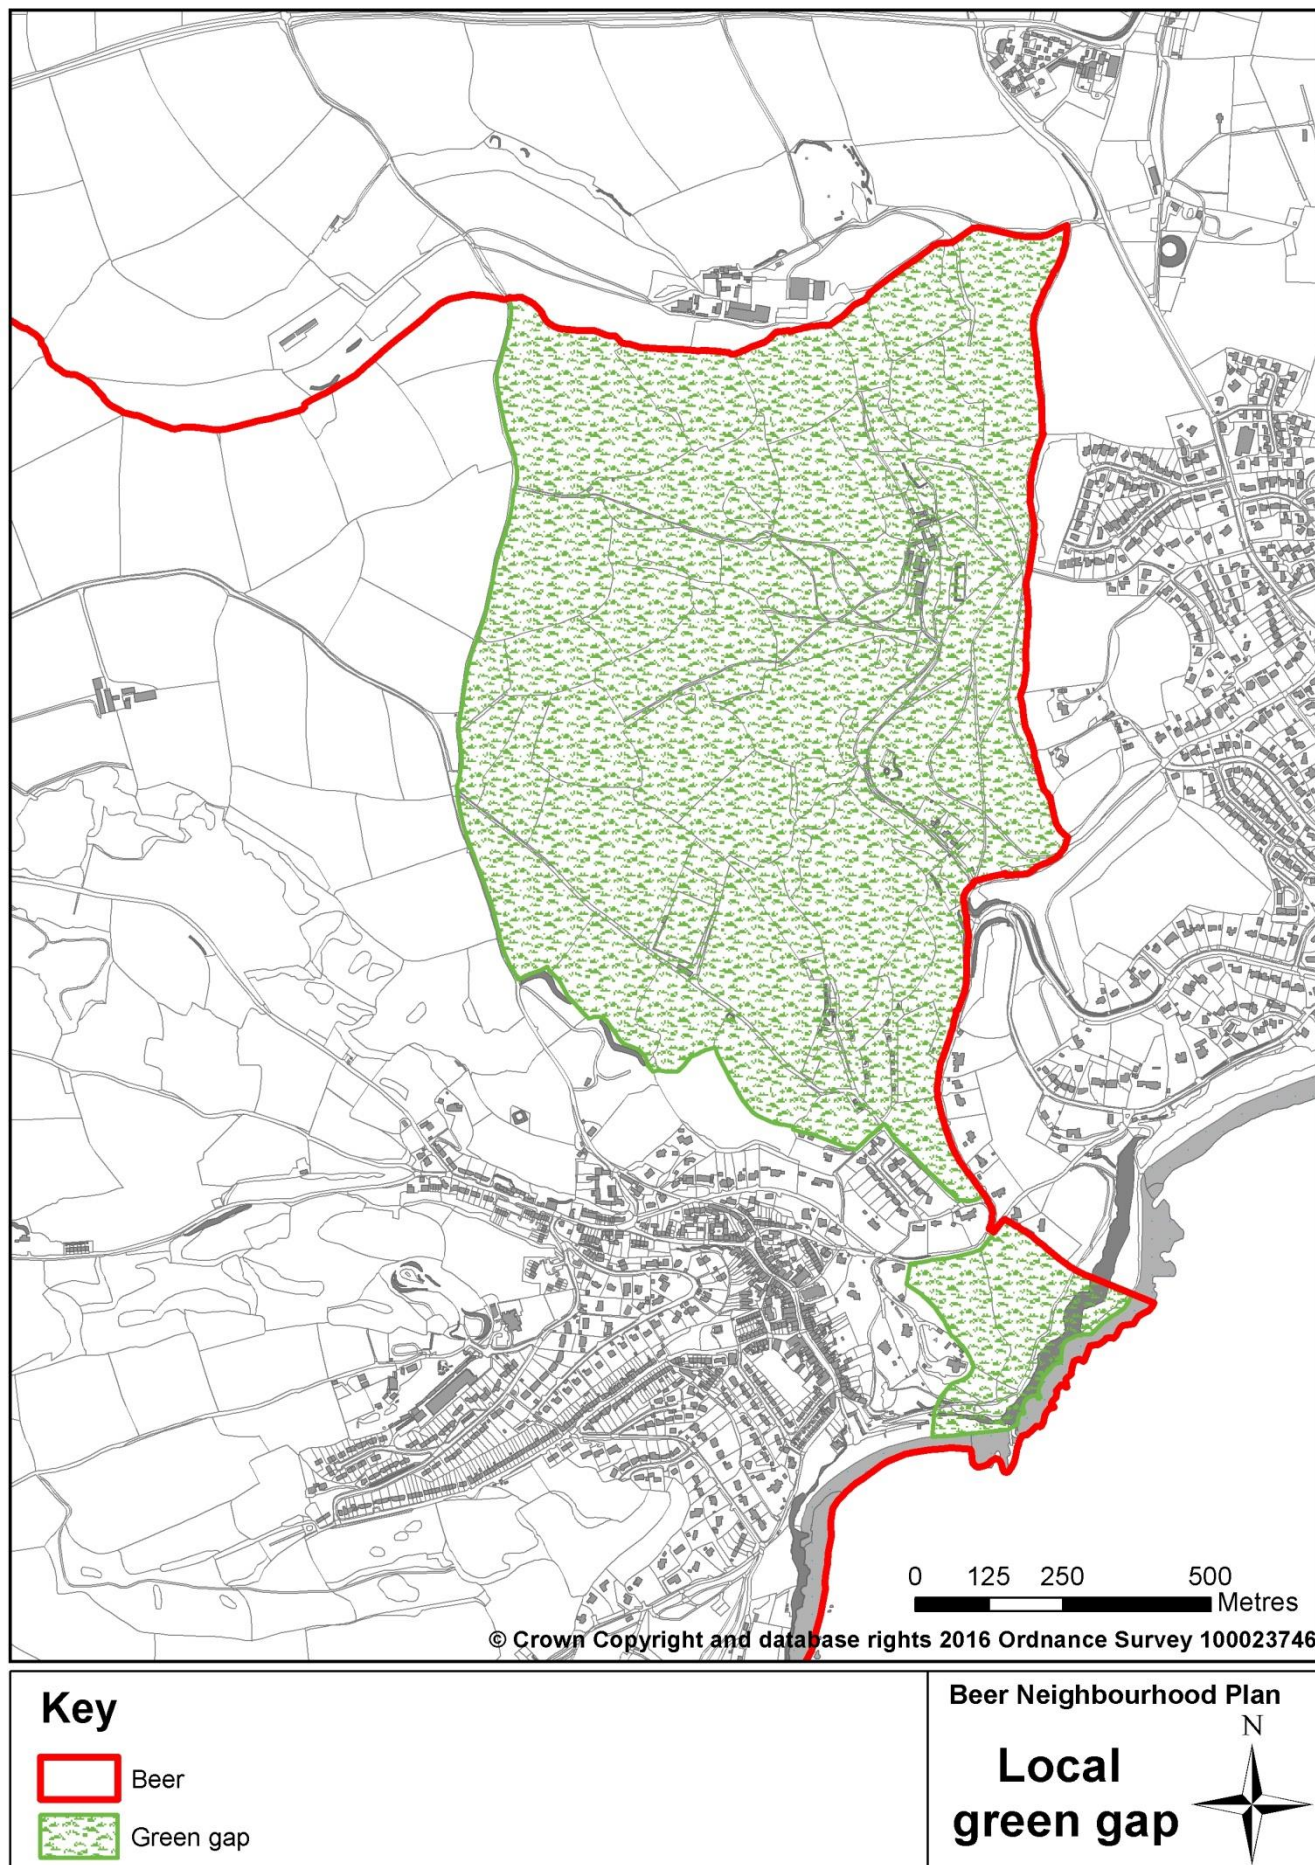 0 125 250 500
Metres
© Crown Copyright and database rights 2016 Ordnance Survey 100023746
Key
Beer
Green gap
Beer Neighbourhood Plan
N
Local
green gap